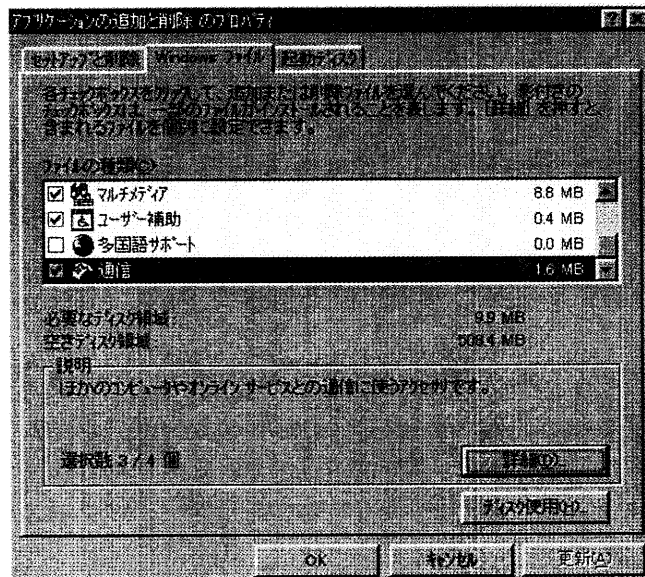 アプリケーションの追加と削除のプロパティ
セットアップと削除 Windows ファイル 起動ディスク
各チェックボックスをクリックして、追加または削除ファイルを選んでください。影付きの
チェックボックスは、一部のファイルがインストールされることを表します。[詳細] を押すと、
含まれるファイルを個別に設定できます。
ファイルの種類(C)
マルチメディア 8.8 MB
ユーザー補助 0.4 MB
多国語サポート 0.0 MB
通信 1.6 MB
必要なディスク領域: 9.9 MB
空きディスク領域: MB
説明
ほかのコンピュータやオンライン サービスとの通信に使うアクセサリです。
選択数 3 / 4 個
詳細(D)...
ディスク使用(H)...
OK キャンセル 更新(A)